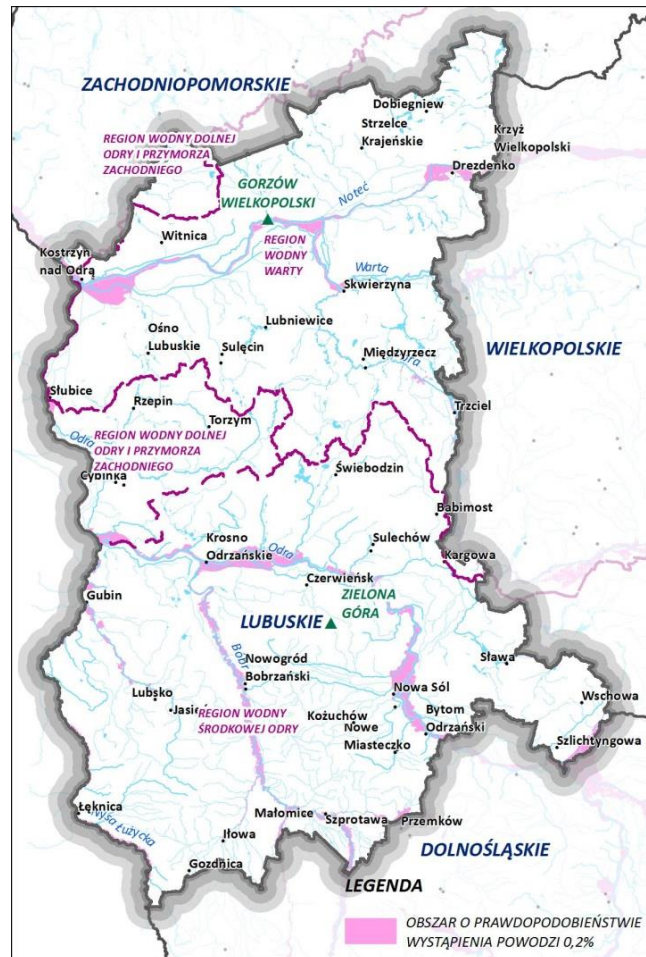 ZACHODNIOPOMORSKIE
Dobiegniew
Strzelce
Krajeńskie
Krzyż
Wielkopolski
REGION WODNY DOLNEJ
ODRY I PRZYMORZA
ZACHODNIEGO
Drezdenko
GORZÓW
WIELKOPOLSKI
Noteć
Witnica
REGION
WODNY
WARTY
Kostrzyn
nad Odrą
Warta
Skwierzyna
Lubniewice
Ośno
Lubuskie
Sulęcin
Międzyrzecz
WIELKOPOLSKIE
Słubice
Rzepin
Trzciel
Torzym
Odra
REGION WODNY DOLNEJ
ODRY I PRZYMORZA
ZACHODNIEGO
Cybinka
Świebodzin
Babimost
Krosno
Odrzańskie
Odra
Sulechów
Kargowa
Czerwieńsk
Gubin
ZIELONA
GÓRA
LUBUSKIE
Bóbr
Nowogród
Bobrzański
Sława
Lubsko
Jasień
Nowa Sól
Wschowa
REGION WODNY
ŚRODKOWEJ ODRY
Kożuchów
Nowe
Miasteczko
Bytom
Odrzański
Szlichtyngowa
Łęknica
Nysa Łużycka
Małomice
Szprotawa
Przemków
Iłowa
Gozdnica
DOLNOŚLĄSKIE
LEGENDA
OBSZAR O PRAWDOPODOBIEŃSTWIE
WYSTĄPIENIA POWODZI 0,2%